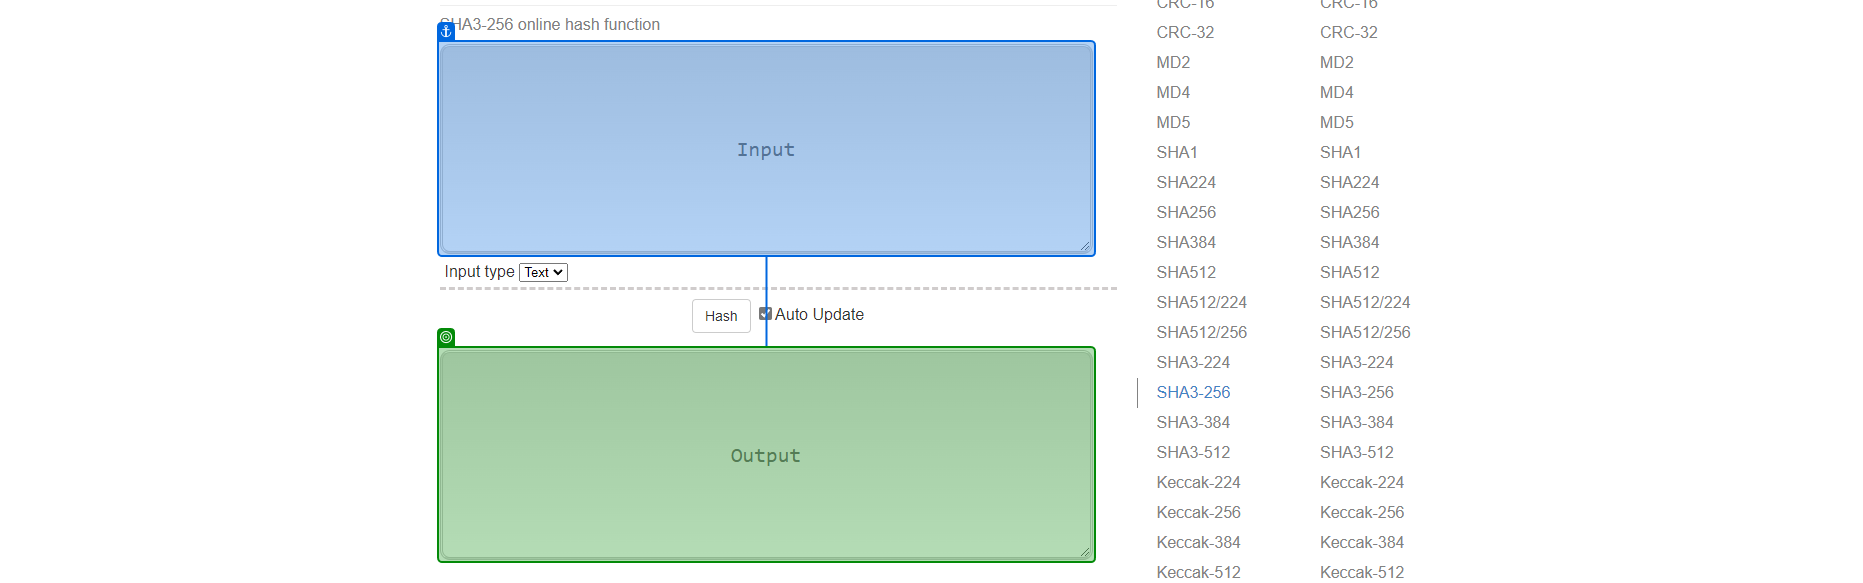 SHA3-256 online hash function
Input
Input type Text
Hash
Auto Update
Output
CRC-16
CRC-32
MD2
MD4
MD5
SHA1
SHA224
SHA256
SHA384
SHA512
SHA512/224
SHA512/256
SHA3-224
SHA3-256
SHA3-384
SHA3-512
Keccak-224
Keccak-256
Keccak-384
Keccak-512
CRC-16
CRC-32
MD2
MD4
MD5
SHA1
SHA224
SHA256
SHA384
SHA512
SHA512/224
SHA512/256
SHA3-224
SHA3-256
SHA3-384
SHA3-512
Keccak-224
Keccak-256
Keccak-384
Keccak-512